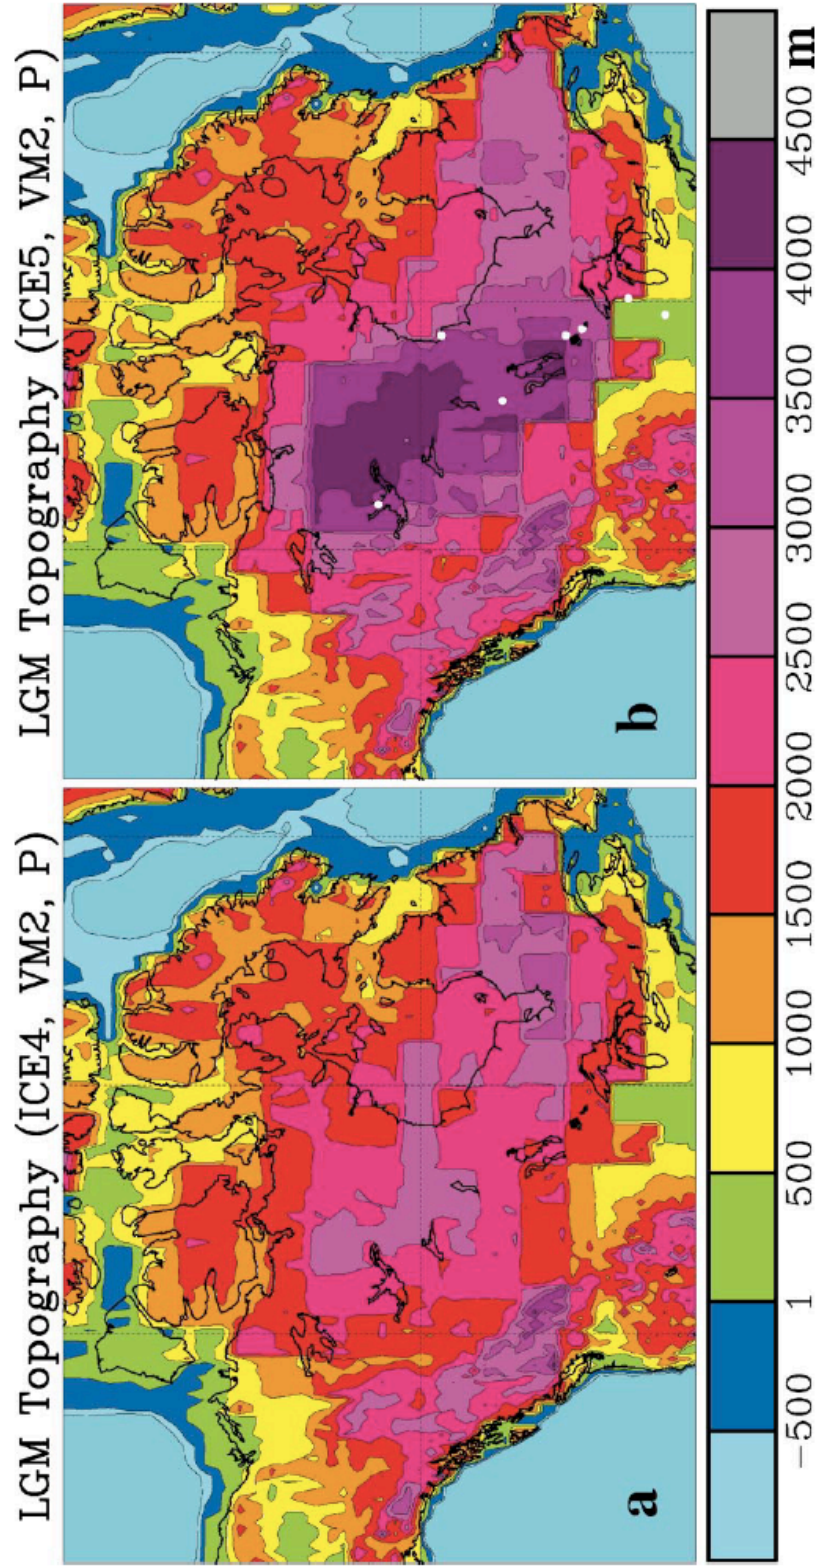 LGM Topography (ICE4, VM2, P)
LGM Topography (ICE5, VM2, P)
a
b
−500 1 500 1000 1500 2000 2500 3000 3500 4000 4500 m